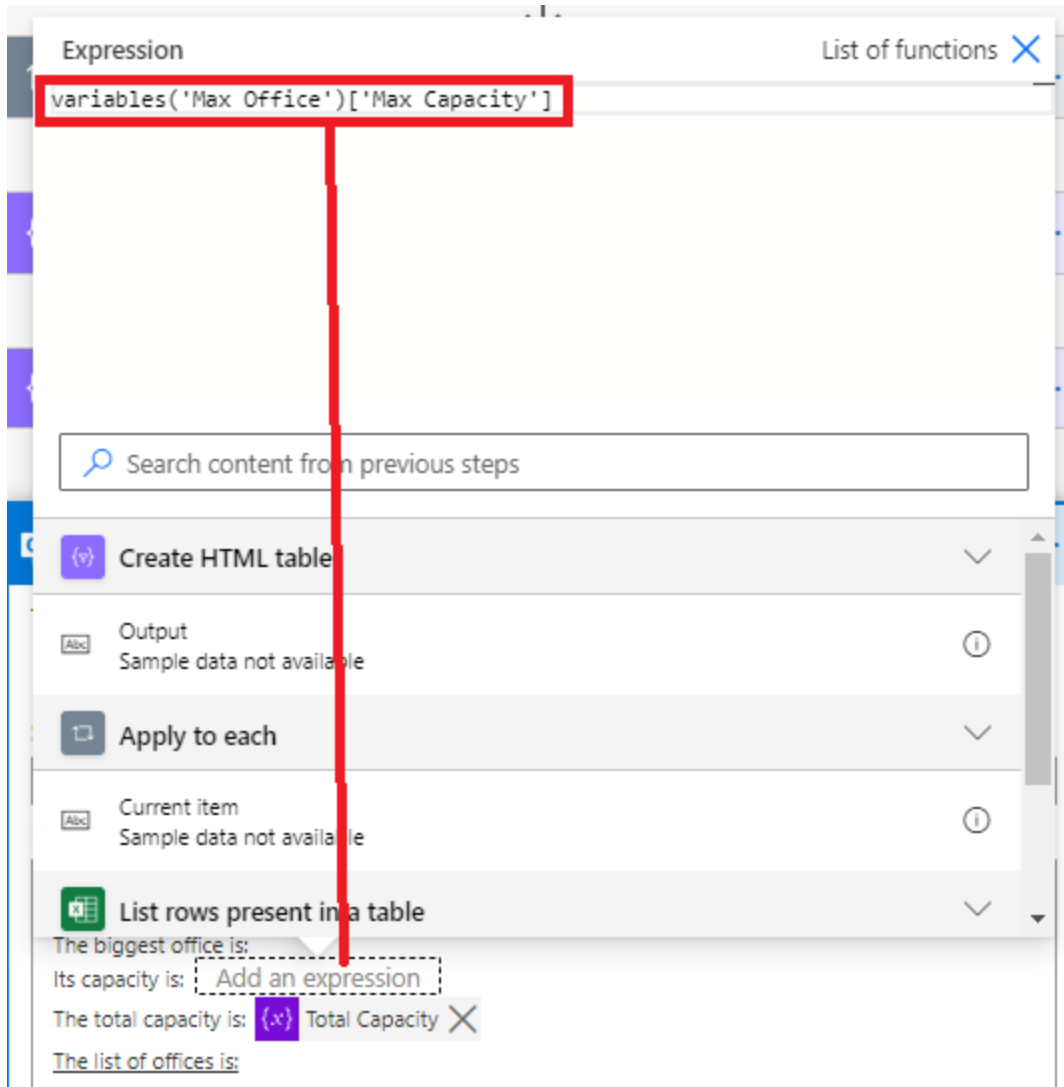 Expression
List of functions
variables('Max Office')['Max Capacity']
Search content from previous steps
{v} Create HTML table
Abc
Output
Sample data not available
Apply to each
Abc
Current item
Sample data not available
List rows present in a table
The biggest office is:
Its capacity is: Add an expression
The total capacity is: {x} Total Capacity
The list of offices is: